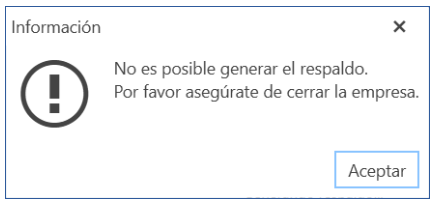 Información
No es posible generar el respaldo.
Por favor asegúrate de cerrar la empresa.
Aceptar